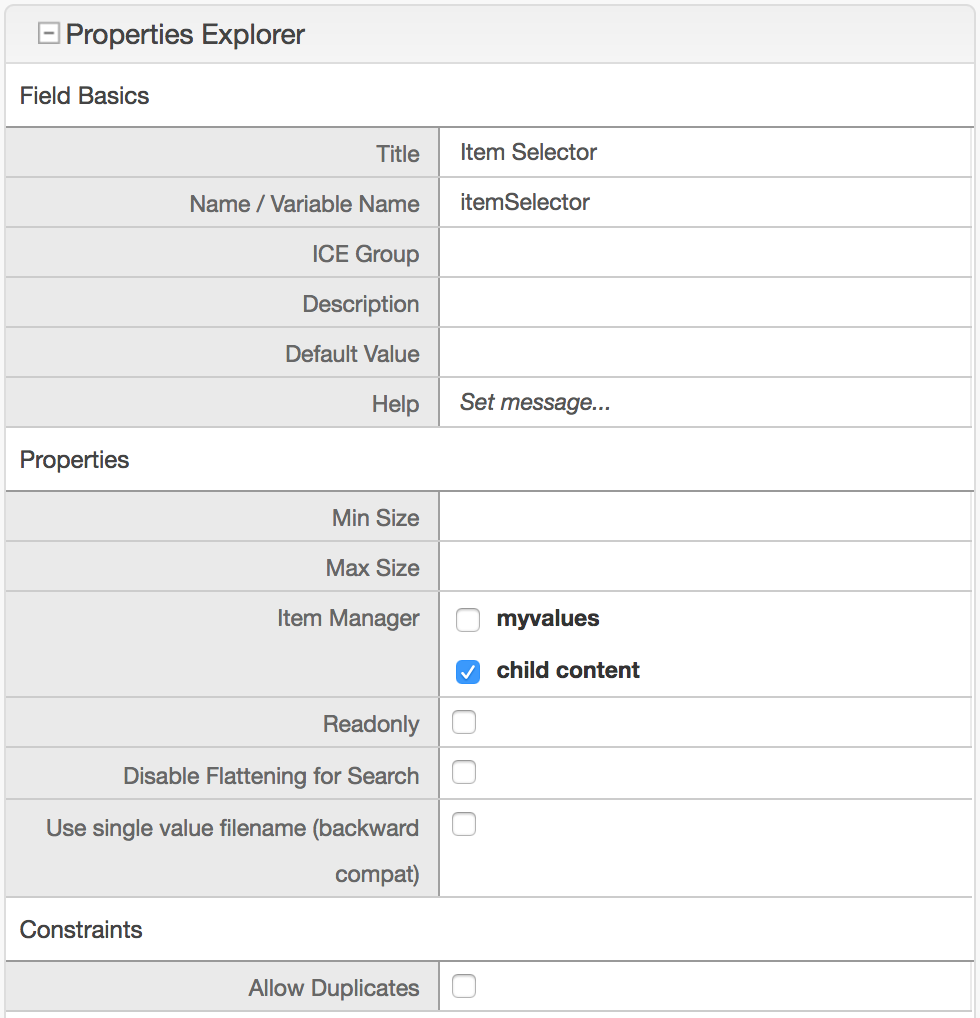 Properties Explorer
Field Basics
Title
Item Selector
Name / Variable Name
itemSelector
ICE Group
Description
Default Value
Help
Set message...
Properties
Min Size
Max Size
Item Manager
myvalues
child content
Readonly
Disable Flattening for Search
Use single value filename (backward
compat)
Constraints
Allow Duplicates